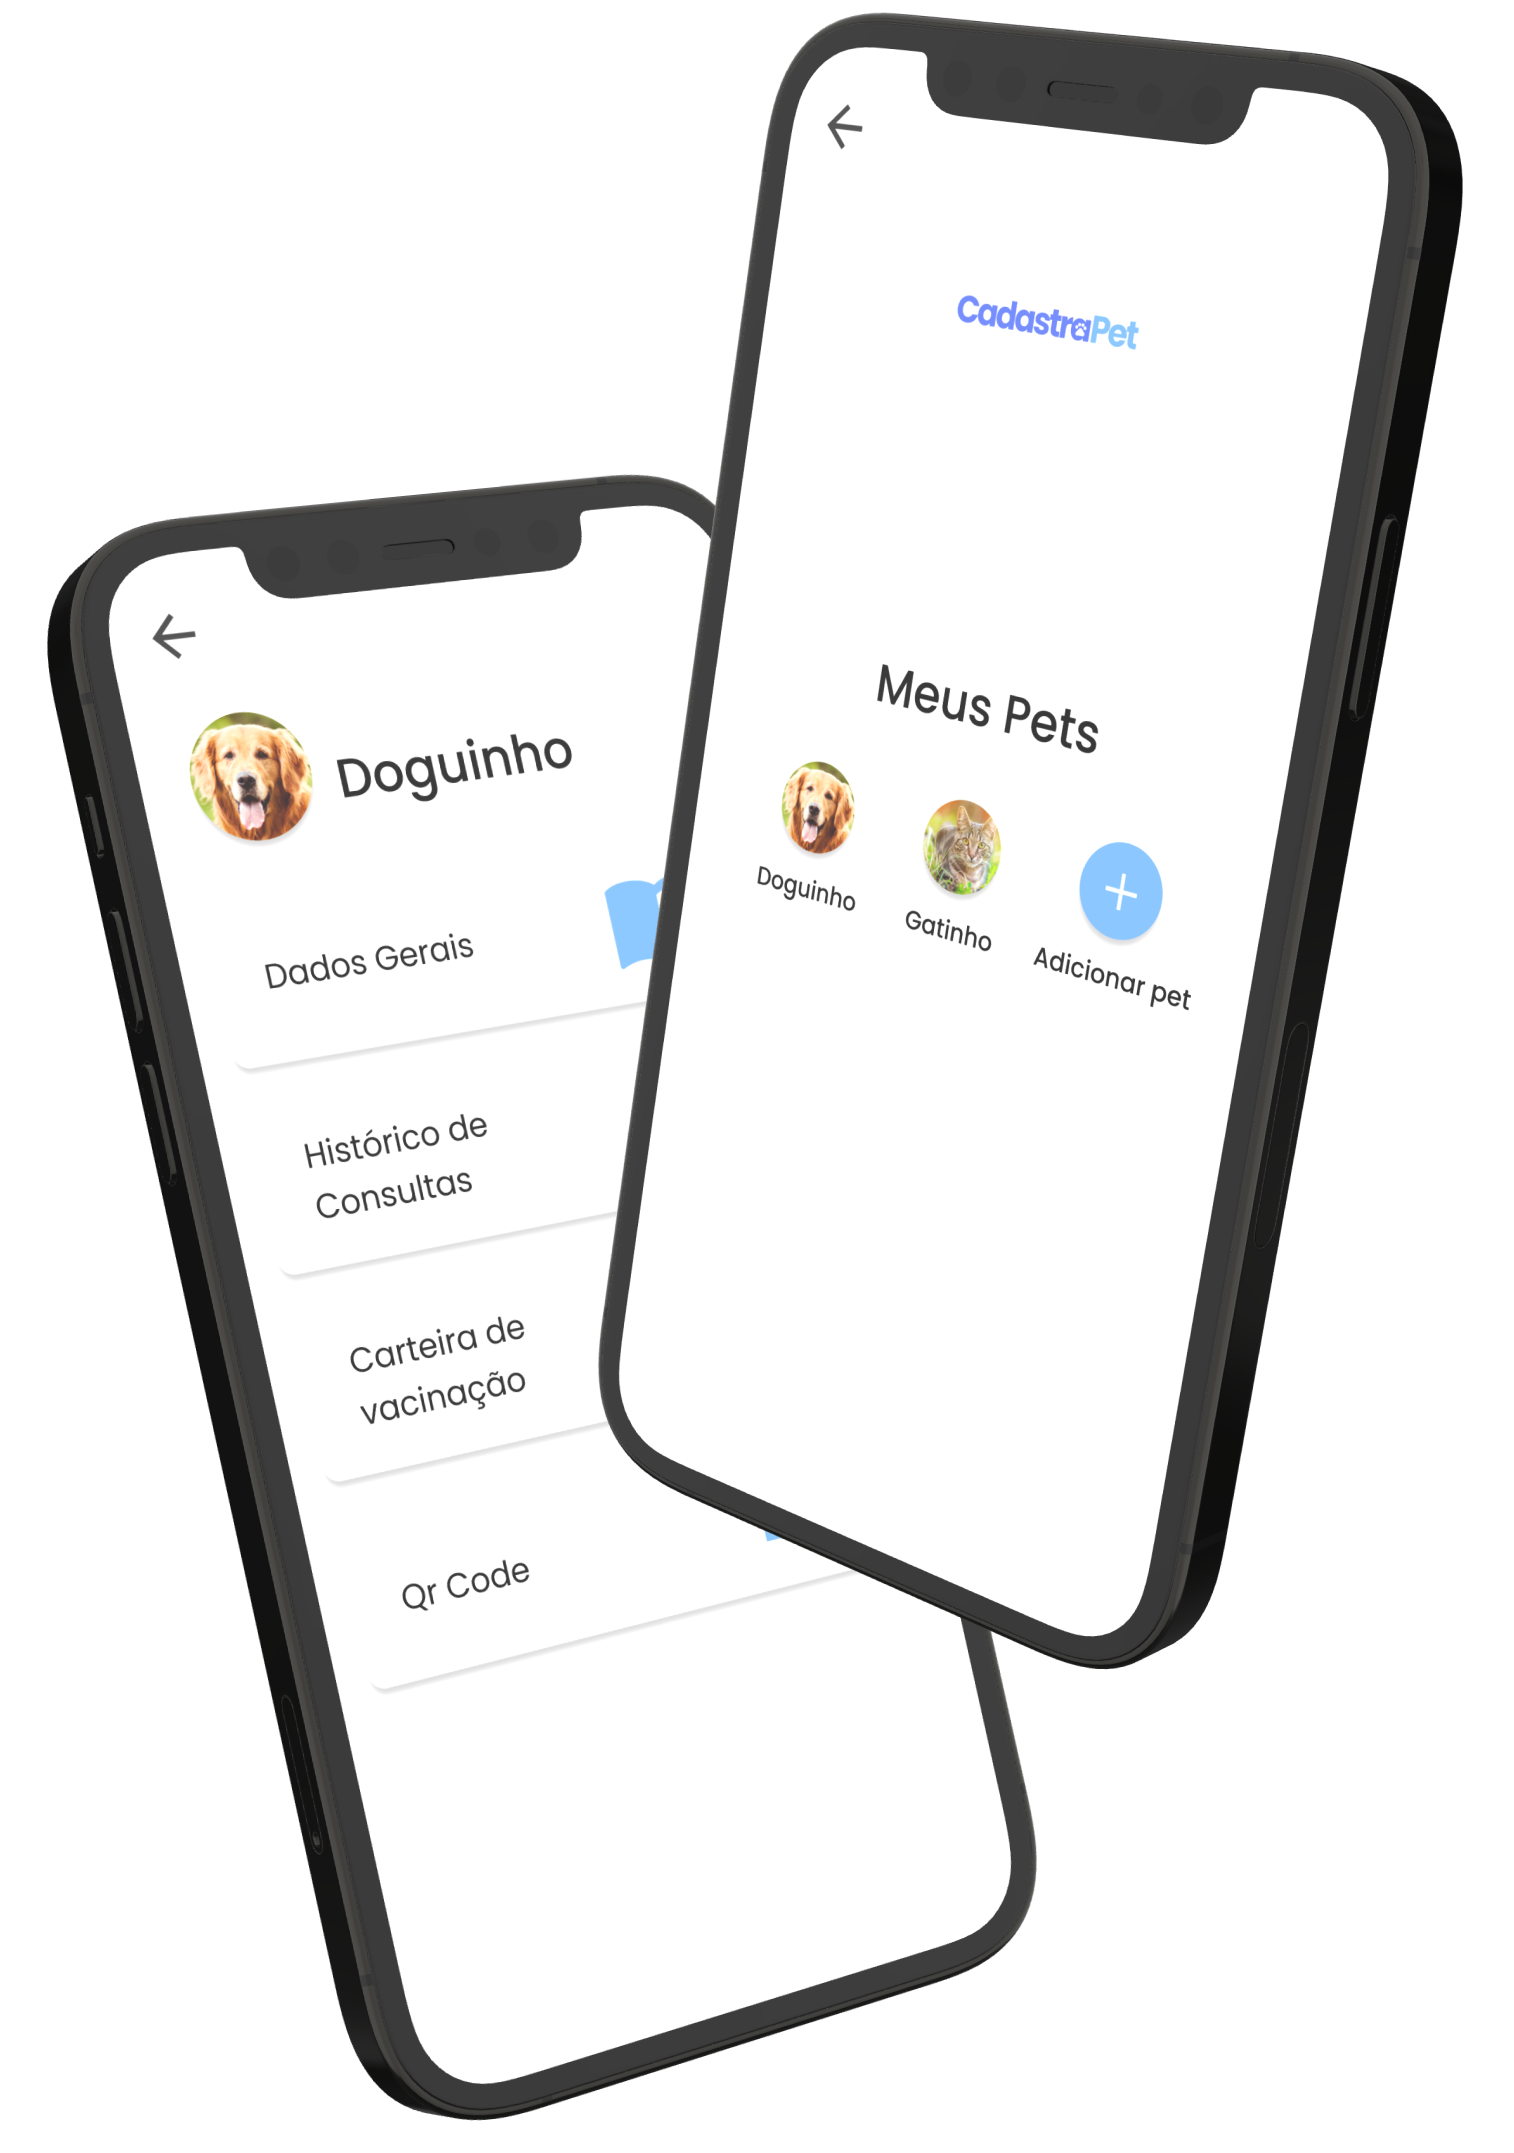 CadastraPet
Meus Pets
Doguinho
Gatinho
Adicionar pet
Doguinho
Dados Gerais
Histórico de
Consultas
Carteira de
vacinação
Qr Code